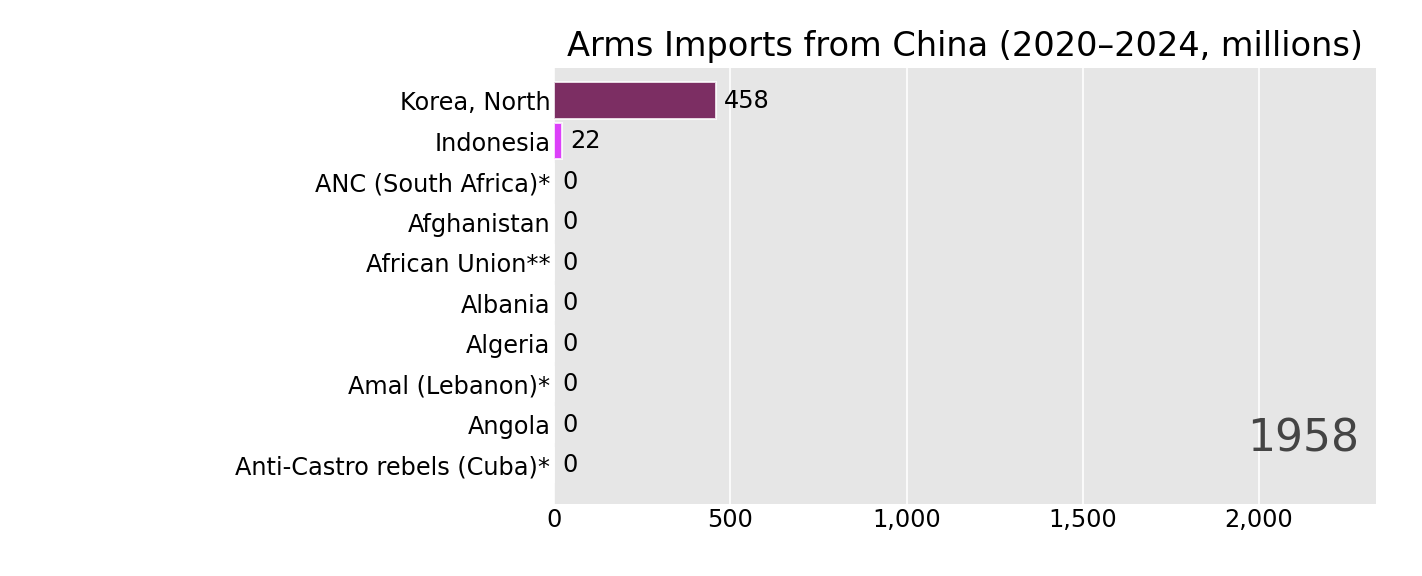 Arms Imports from China (2020–2024, millions)
Korea, North 458
Indonesia 22
ANC (South Africa)* 0
Afghanistan 0
African Union** 0
Albania 0
Algeria 0
Amal (Lebanon)* 0
Angola 0
1958
Anti-Castro rebels (Cuba)* 0
0 500 1,000 1,500 2,000